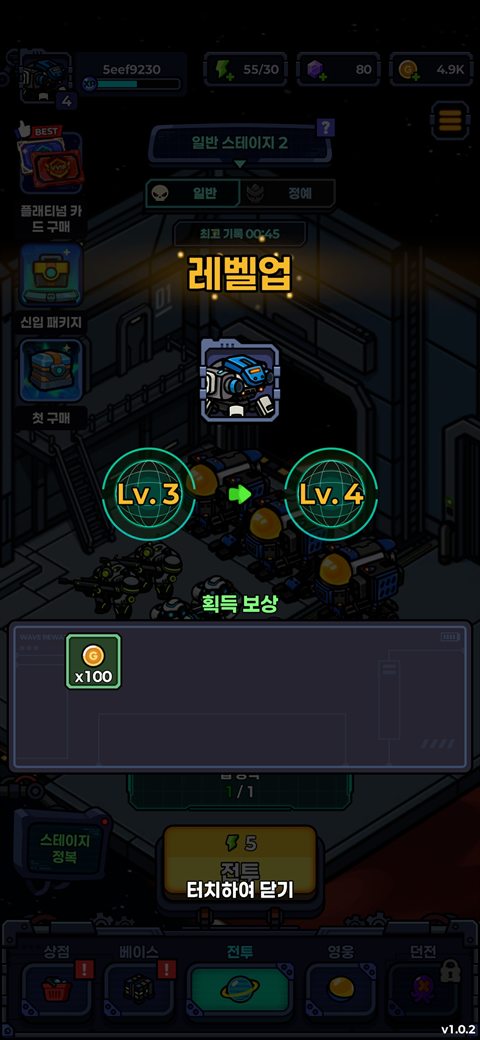 5eef9230
55/30
80
4.9K
XP
4
BEST
일반 스테이지 2
?
일반
정예
플래티넘 카
드 구매
최고 기록 00:45
레벨업
01
신입 패키지
첫 구매
Lv. 3
Lv. 4
획득 보상
G
x100
1 / 1
스테이지
정복
5
전투
터치하여 닫기
상점
베이스
전투
영웅
던전
!
!
v1.0.2